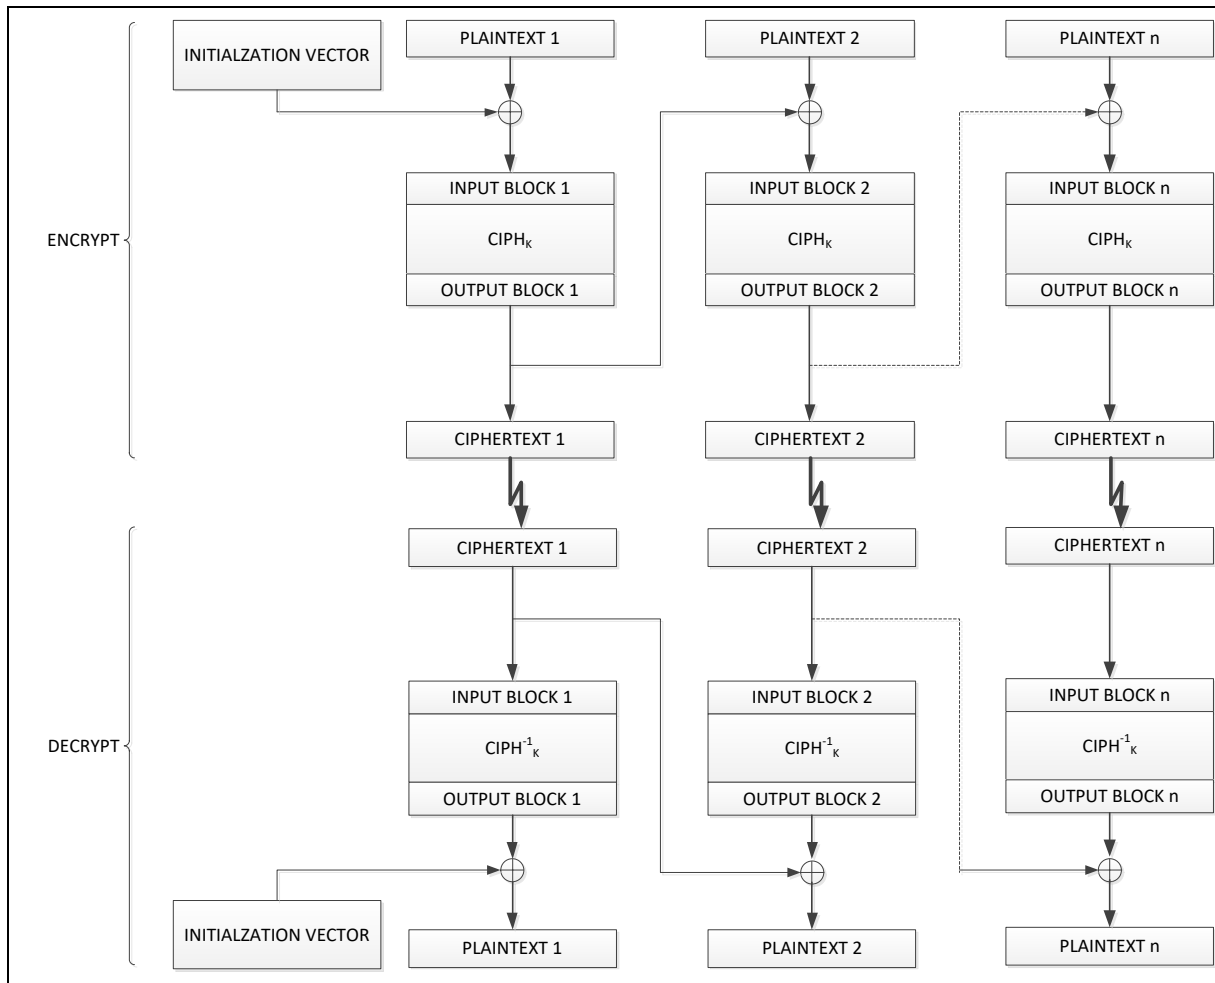 INITIALZATION VECTOR
PLAINTEXT 1
PLAINTEXT 2
PLAINTEXT n
INPUT BLOCK 1
INPUT BLOCK 2
INPUT BLOCK n
ENCRYPT
CIPHK
CIPHK
CIPHK
OUTPUT BLOCK 1
OUTPUT BLOCK 2
OUTPUT BLOCK n
CIPHERTEXT 1
CIPHERTEXT 2
CIPHERTEXT n
CIPHERTEXT 1
CIPHERTEXT 2
CIPHERTEXT n
INPUT BLOCK 1
INPUT BLOCK 2
INPUT BLOCK n
DECRYPT
CIPH-1K
CIPH-1K
CIPH-1K
OUTPUT BLOCK 1
OUTPUT BLOCK 2
OUTPUT BLOCK n
INITIALZATION VECTOR
PLAINTEXT 1
PLAINTEXT 2
PLAINTEXT n